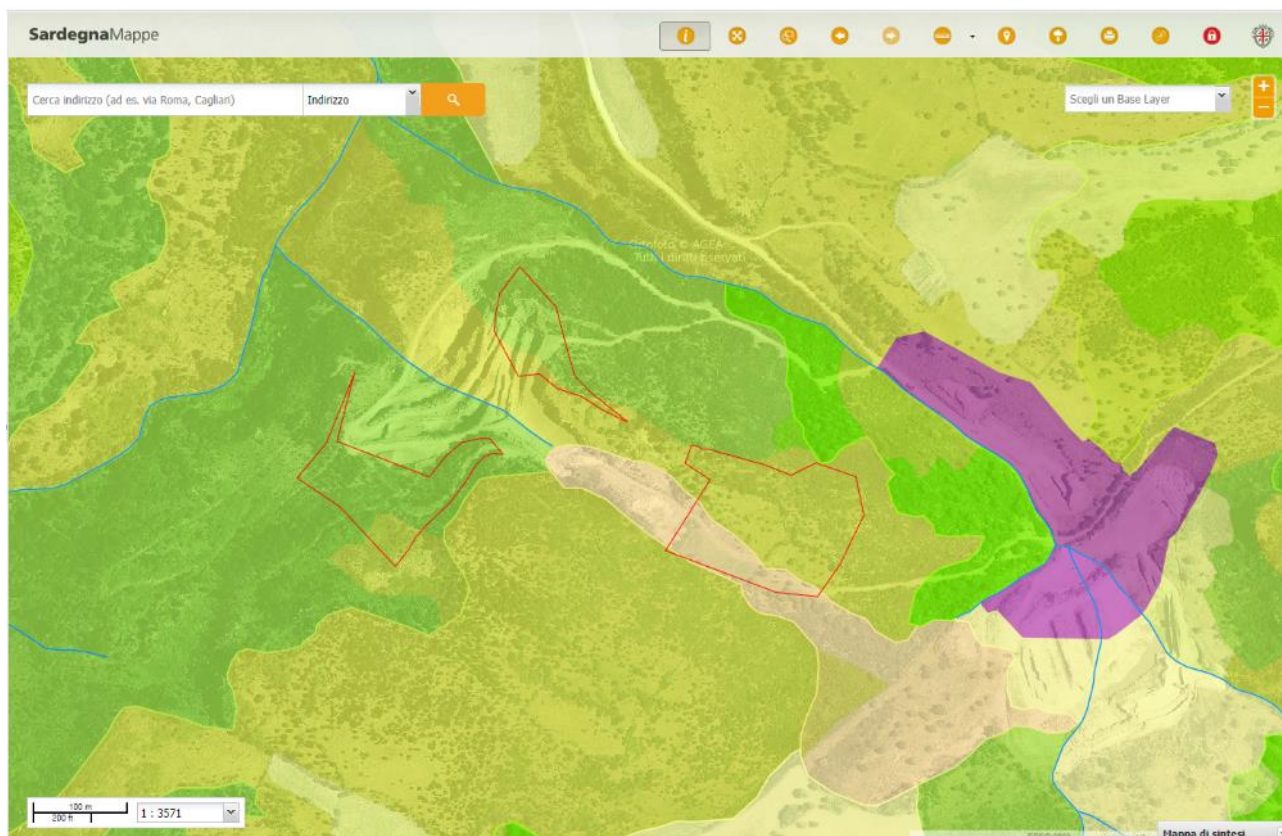 SardegnaMappe
Cerca indirizzo (ad es. via Roma, Cagliari)
Indirizzo
Scegli un Base Layer
Ortofoto © AGEA
Tutti i diritti riservati
100 m
200 ft
1 : 3571
Mappa di sintesi